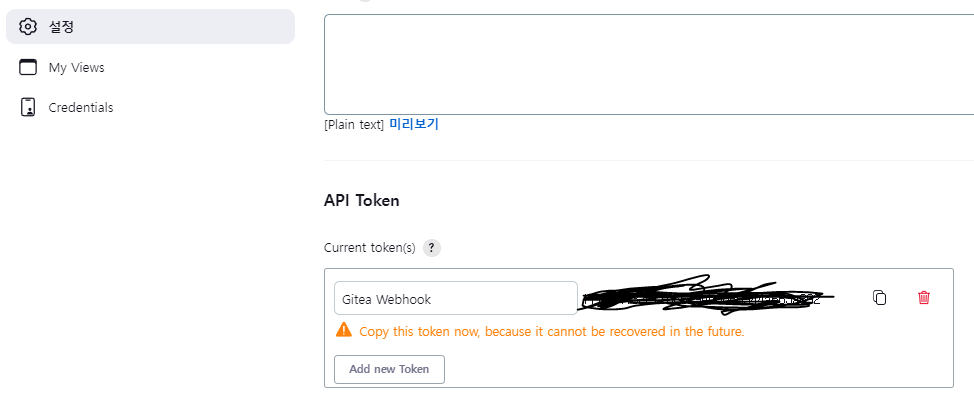 설정
My Views
Credentials
[Plain text] 미리보기
API Token
Current token(s) ?
Gitea Webhook
Copy this token now, because it cannot be recovered in the future.
Add new Token